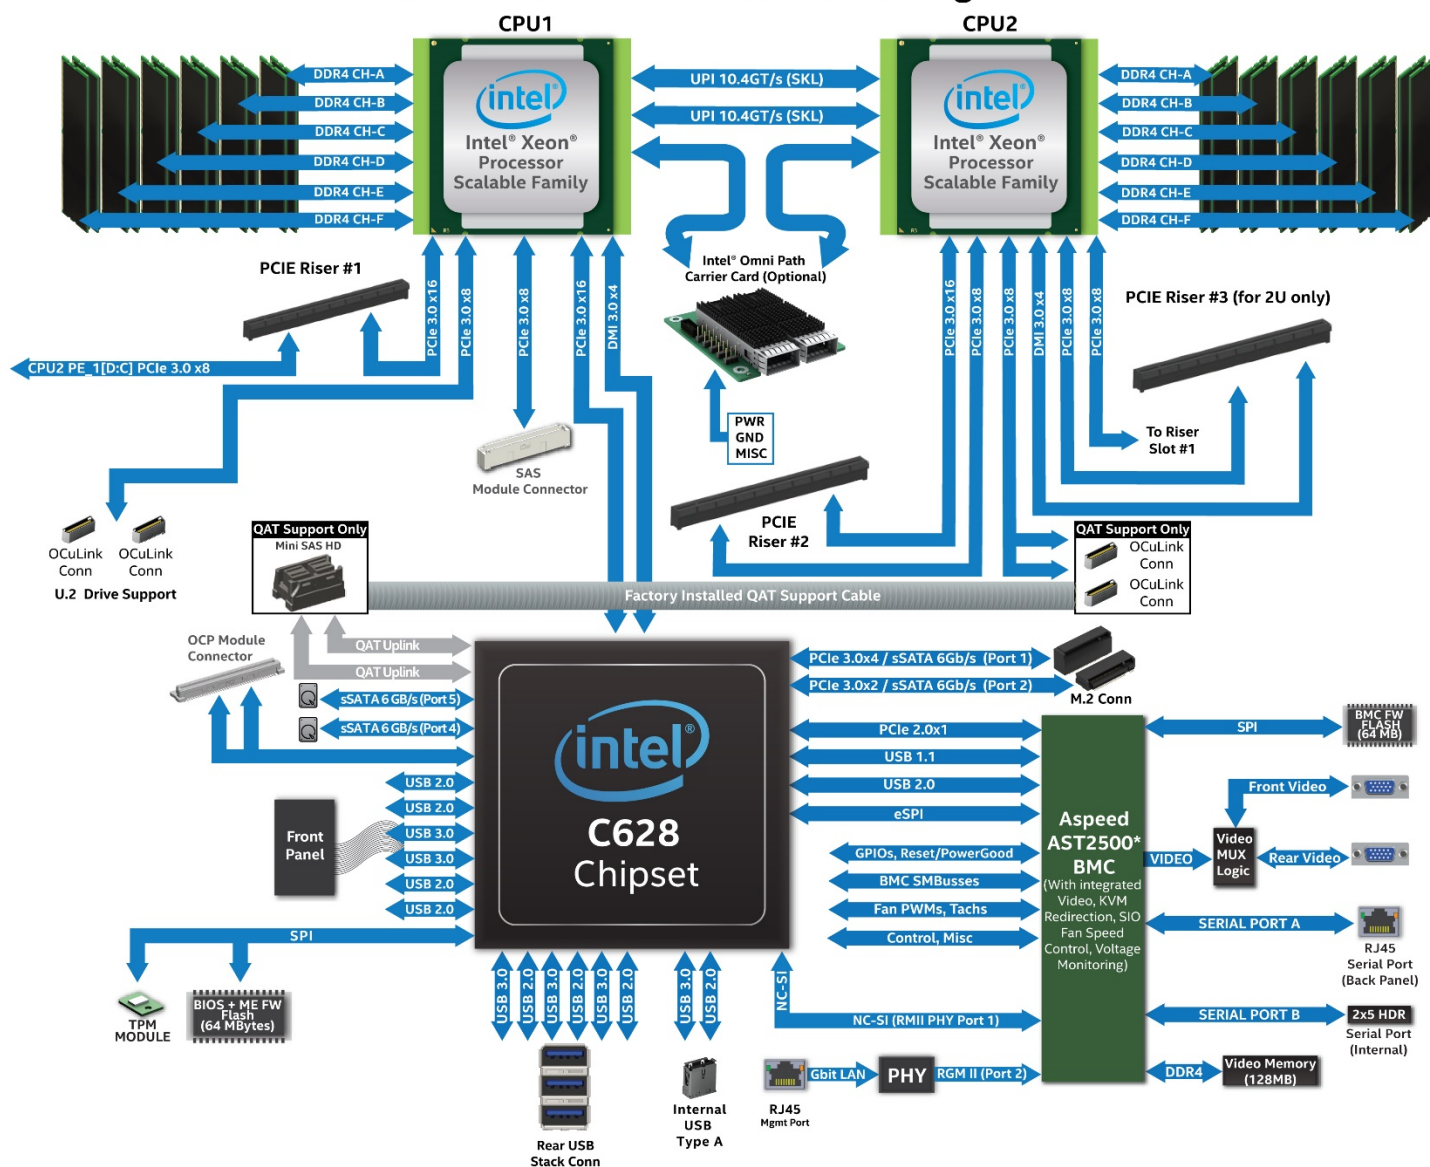 CPU1
CPU2
DDR4 CH-A
DDR4 CH-B
DDR4 CH-C
DDR4 CH-D
DDR4 CH-E
DDR4 CH-F
intel®
Intel® Xeon®
Processor
Scalable Family
UPI 10.4GT/s (SKL)
UPI 10.4GT/s (SKL)
intel®
Intel® Xeon®
Processor
Scalable Family
DDR4 CH-A
DDR4 CH-B
DDR4 CH-C
DDR4 CH-D
DDR4 CH-E
DDR4 CH-F
PCIE Riser #1
CPU2 PE_1[D:C] PCIe 3.0 x8
PCIe 3.0 x16
PCIe 3.0 x8
PCIe 3.0 x8
PCIe 3.0 x16
DMI 3.0 x4
Intel® Omni Path
Carrier Card (Optional)
PWR
GND
MISC
PCIe 3.0 x16
PCIe 3.0 x8
PCIe 3.0 x8
DMI 3.0 x4
PCIe 3.0 x8
PCIe 3.0 x8
PCIE Riser #3 (for 2U only)
To Riser
Slot #1
SAS
Module Connector
PCIE
Riser #2
OCuLink
Conn
OCuLink
Conn
U.2 Drive Support
QAT Support Only
Mini SAS HD
QAT Support Only
OCuLink
Conn
OCuLink
Conn
Factory Installed QAT Support Cable
OCP Module
Connector
QAT Uplink
QAT Uplink
sSATA 6 GB/s (Port 5)
sSATA 6 GB/s (Port 4)
USB 2.0
USB 2.0
USB 3.0
USB 3.0
USB 2.0
USB 2.0
Front
Panel
SPI
TPM
MODULE
BIOS + ME FW
Flash
(64 MBytes)
intel®
C628
Chipset
PCIe 3.0x4 / sSATA 6Gb/s (Port 1)
PCIe 3.0x2 / sSATA 6Gb/s (Port 2)
M.2 Conn
PCIe 2.0x1
USB 1.1
USB 2.0
eSPI
GPIOs, Reset/PowerGood
BMC SMBusses
Fan PWMs, Tachs
Control, Misc
NC-SI
NC-SI (RMII PHY Port 1)
USB 3.0
USB 2.0
USB 3.0
USB 2.0
USB 3.0
USB 2.0
USB 3.0
USB 2.0
Rear USB
Stack Conn
Internal
USB
Type A
RJ45
Mgmt Port
Gbit LAN
PHY
RGM II (Port 2)
Aspeed
AST2500*
BMC
(With integrated
Video, KVM
Redirection, SIO
Fan Speed
Control, Voltage
Monitoring)
SPI
BMC FW
FLASH
(64 MB)
Front Video
VIDEO
Video
MUX
Logic
Rear Video
SERIAL PORT A
RJ45
Serial Port
(Back Panel)
SERIAL PORT B
2x5 HDR
Serial Port
(Internal)
DDR4
Video Memory
(128MB)